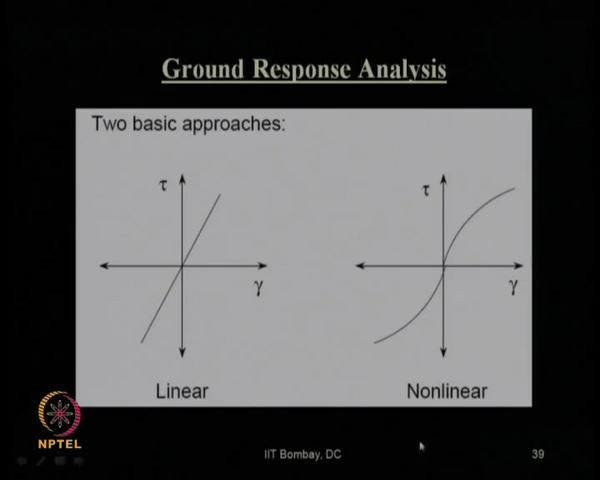 Ground Response Analysis
Two basic approaches:
τ
γ
τ
γ
Linear
Nonlinear
NPTEL
IIT Bombay, DC
39